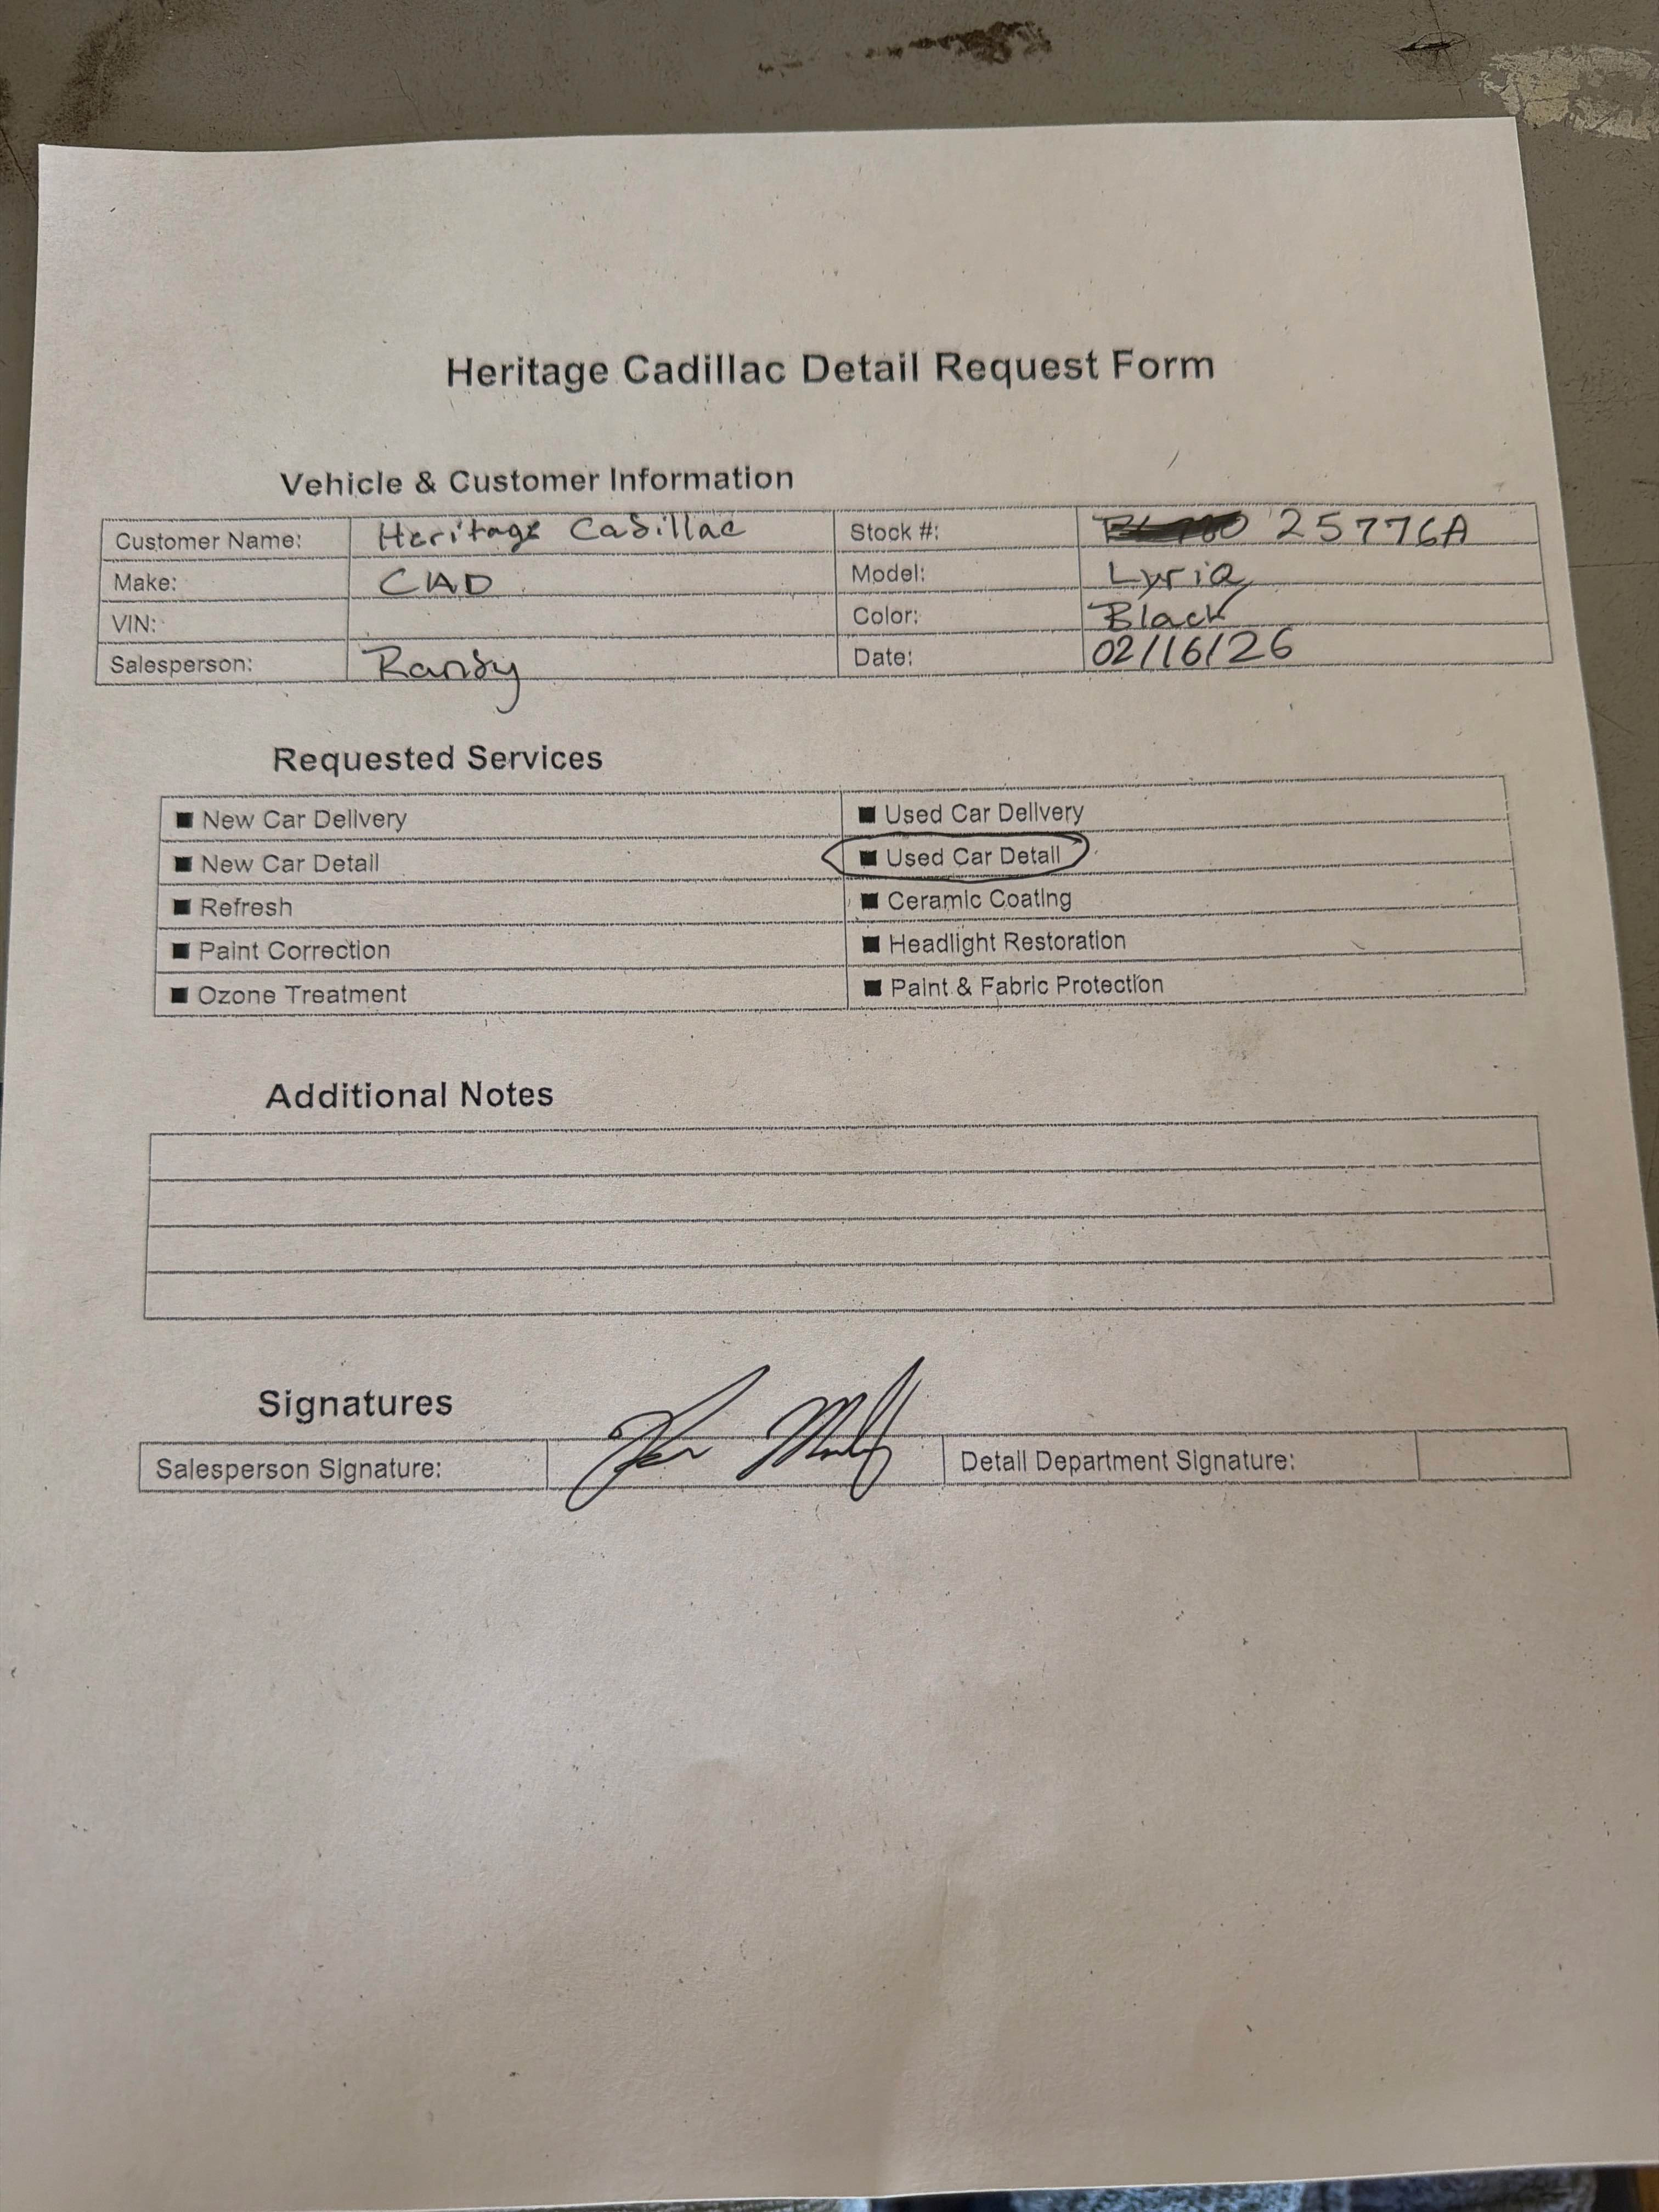 Heritage Cadillac Detail Request Form
Vehicle & Customer Information
Customer Name: Heritage Cadillac Stock #: 25776A
Make: CAD Model: Lyriq
VIN: Color: Black
Salesperson: Randy Date: 02/16/26
Requested Services
■ New Car Delivery ■ Used Car Delivery
■ New Car Detail ■ Used Car Detail
■ Refresh ■ Ceramic Coating
■ Paint Correction ■ Headlight Restoration
■ Ozone Treatment ■ Paint & Fabric Protection
Additional Notes
Signatures
Salesperson Signature: Detail Department Signature: